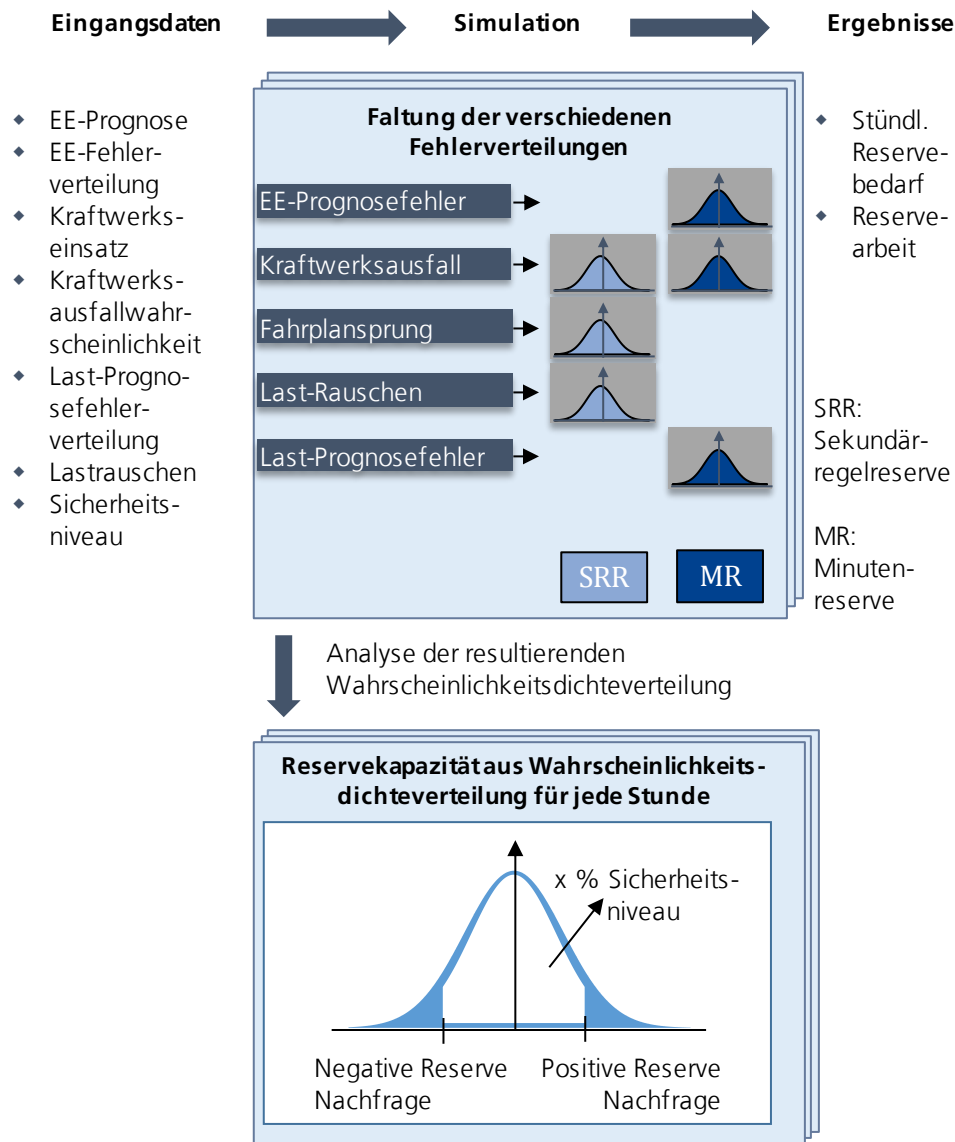 Eingangsdaten
Simulation
Ergebnisse
EE-Prognose
EE-Fehler-
verteilung
Kraftwerks-
einsatz
Kraftwerks-
ausfallwahr-
scheinlichkeit
Last-Progno-
sefehler-
verteilung
Lastrauschen
Sicherheits-
niveau
Faltung der verschiedenen
Fehlerverteilungen
EE-Prognosefehler
Kraftwerksausfall
Fahrplansprung
Last-Rauschen
Last-Prognosefehler
SRR
MR
Stündl.
Reserve-
bedarf
Reserve-
arbeit
SRR:
Sekundär-
regelreserve
MR:
Minuten-
reserve
Analyse der resultierenden
Wahrscheinlichkeitsdichteverteilung
Reservekapazität aus Wahrscheinlichkeits-
dichteverteilung für jede Stunde
x % Sicherheits-
niveau
Negative Reserve
Nachfrage
Positive Reserve
Nachfrage